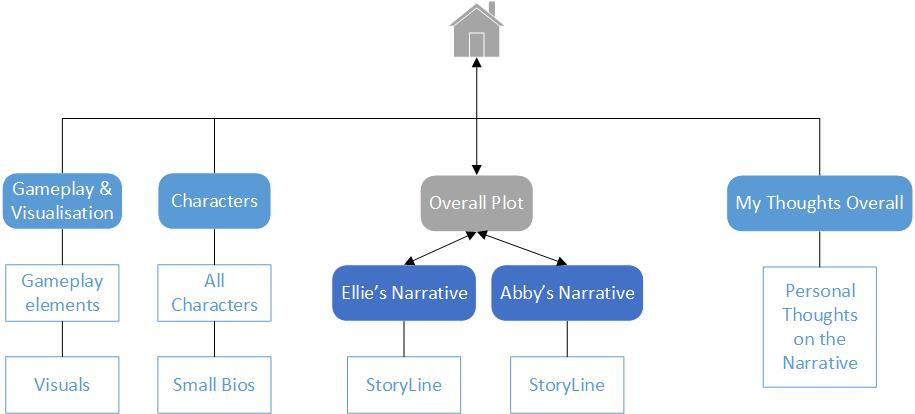 Gameplay &
Visualisation
Characters
Overall Plot
My Thoughts Overall
Gameplay
elements
All
Characters
Ellie's Narrative
Abby's Narrative
Personal
Thoughts
on the
Narrative
Visuals
Small Bios
StoryLine
StoryLine